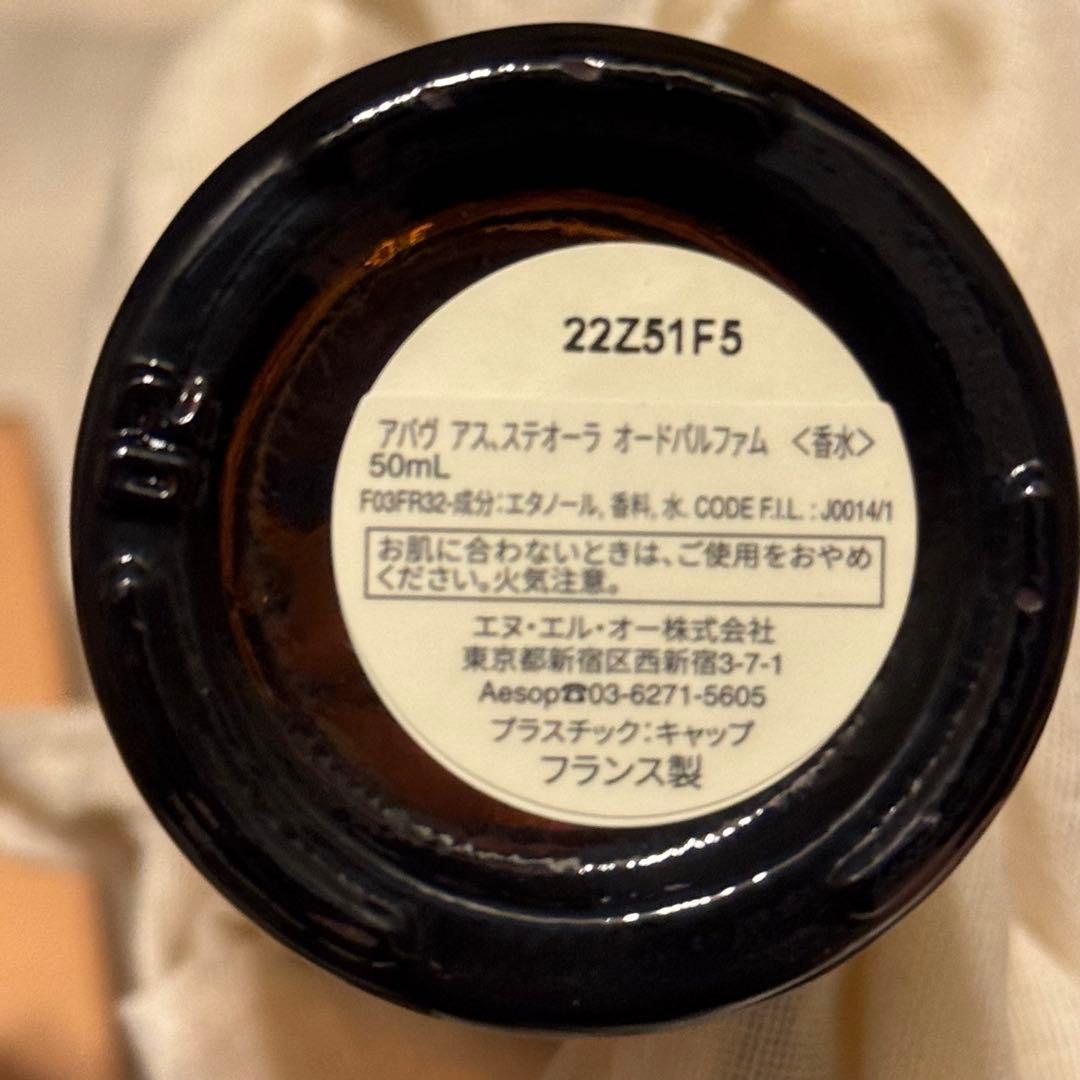 22Z51F5
アバヴ アス、ステオーラ オードパルファム 〈香水〉
50mL
F03FR32-成分:エタノール, 香料, 水. CODE F.I.L. : J0014/1
お肌に合わないときは、ご使用をおやめ
ください。火気注意。
エヌ・エル・オー株式会社
東京都新宿区西新宿3-7-1
Aesop☎03-6271-5605
プラスチック:キャップ
フランス製